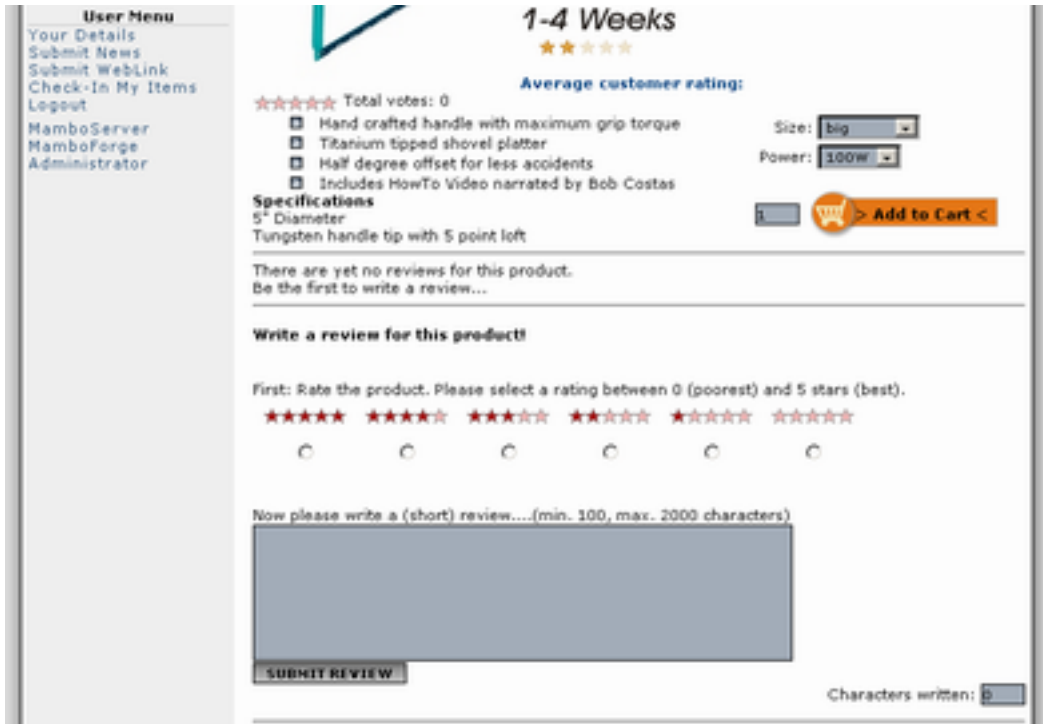 User Menu
Your Details
Submit News
Submit WebLink
Check-In My Items
Logout
MamboServer
MamboForge
Administrator
1-4 Weeks
Average customer rating:
Total votes: 0
Hand crafted handle with maximum grip torque
Titanium tipped shovel platter
Half degree offset for less accidents
Includes HowTo Video narrated by Bob Costas
Size: big
Power: 100W
Specifications
5" Diameter
Tungsten handle tip with 5 point loft
1
> Add to Cart <
There are yet no reviews for this product.
Be the first to write a review...
Write a review for this product!
First: Rate the product. Please select a rating between 0 (poorest) and 5 stars (best).
Now please write a (short) review....(min. 100, max. 2000 characters)
SUBMIT REVIEW
Characters written: 0